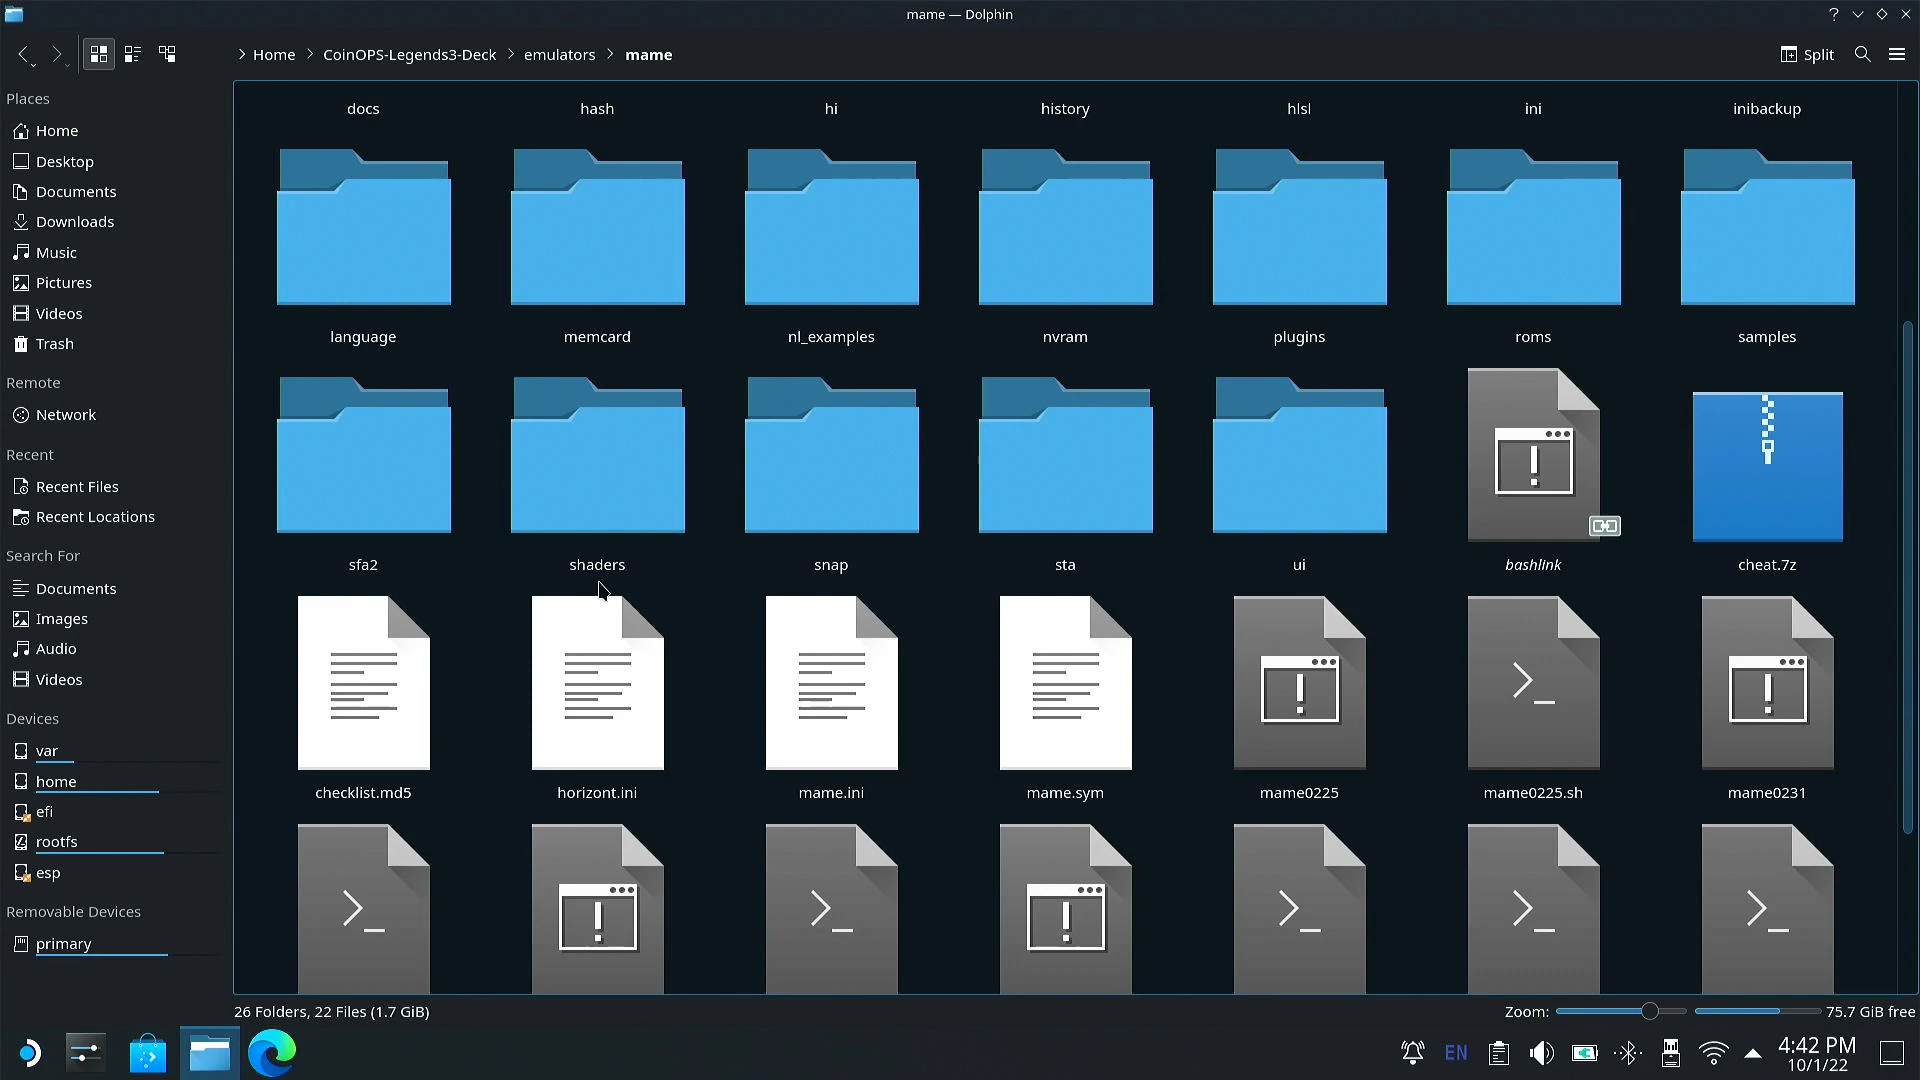 mame — Dolphin
Home
CoinOPS-Legends3-Deck
emulators
mame
Split
Places
Home
Desktop
Documents
Downloads
Music
Pictures
Videos
Trash
Remote
Network
Recent
Recent Files
Recent Locations
Search For
Documents
Images
Audio
Videos
Devices
var
home
efi
rootfs
esp
Removable Devices
primary
docs hash hi history hlsl ini inibackup
language memcard nl_examples nvram plugins roms samples
sfa2 shaders snap sta ui bashlink cheat.7z
checklist.md5 horizont.ini mame.ini mame.sym mame0225 mame0225.sh mame0231
26 Folders, 22 Files (1.7 GiB)
Zoom:
75.7 GiB free
EN
4:42 PM
10/1/22